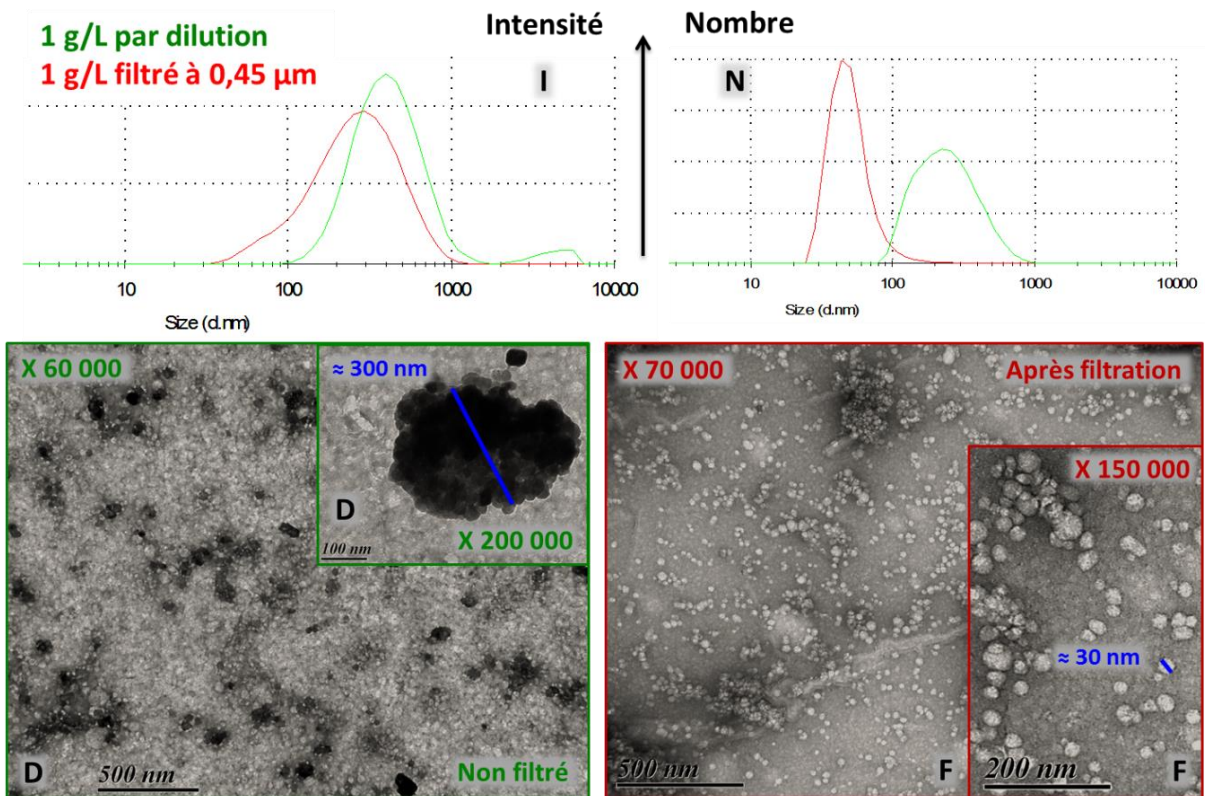 1 g/L par dilution
1 g/L filtré à 0,45 µm
Intensité
Nombre
I
N
10
100
1000
10000
Size (d.nm)
10
100
1000
10000
Size (d.nm)
X 60 000
≈ 300 nm
D
X 200 000
100 nm
D
500 nm
Non filtré
X 70 000
Après filtration
X 150 000
≈ 30 nm
500 nm
F
200 nm
F